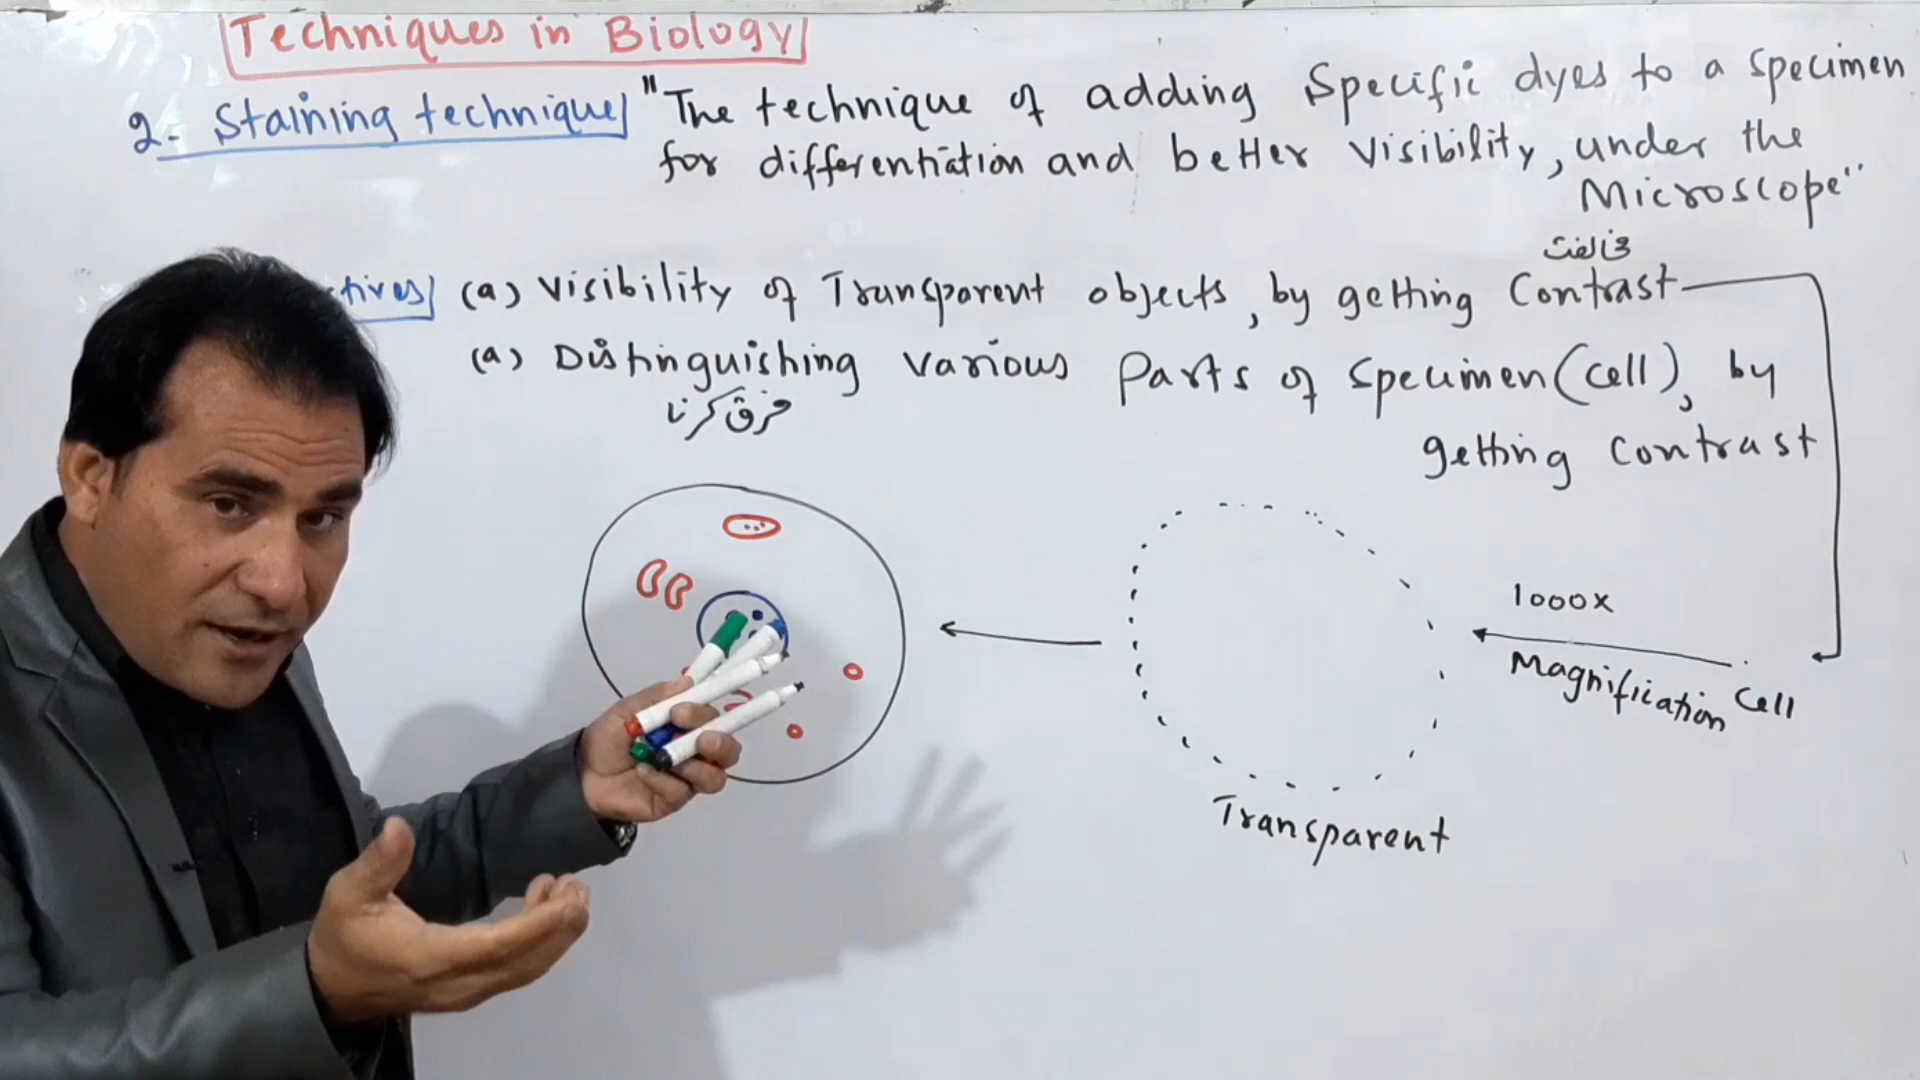 Techniques in Biology
2- Staining technique "The technique of adding Specific dyes to a specimen
for differentiation and better visibility, under the
Microscope"
ctives (a) Visibility of Transparent objects, by getting Contrast
(a) Distinguishing various Parts of specimen (cell), by
فرق کرنا
getting contrast
1000x
Magnification
Cell
Transparent